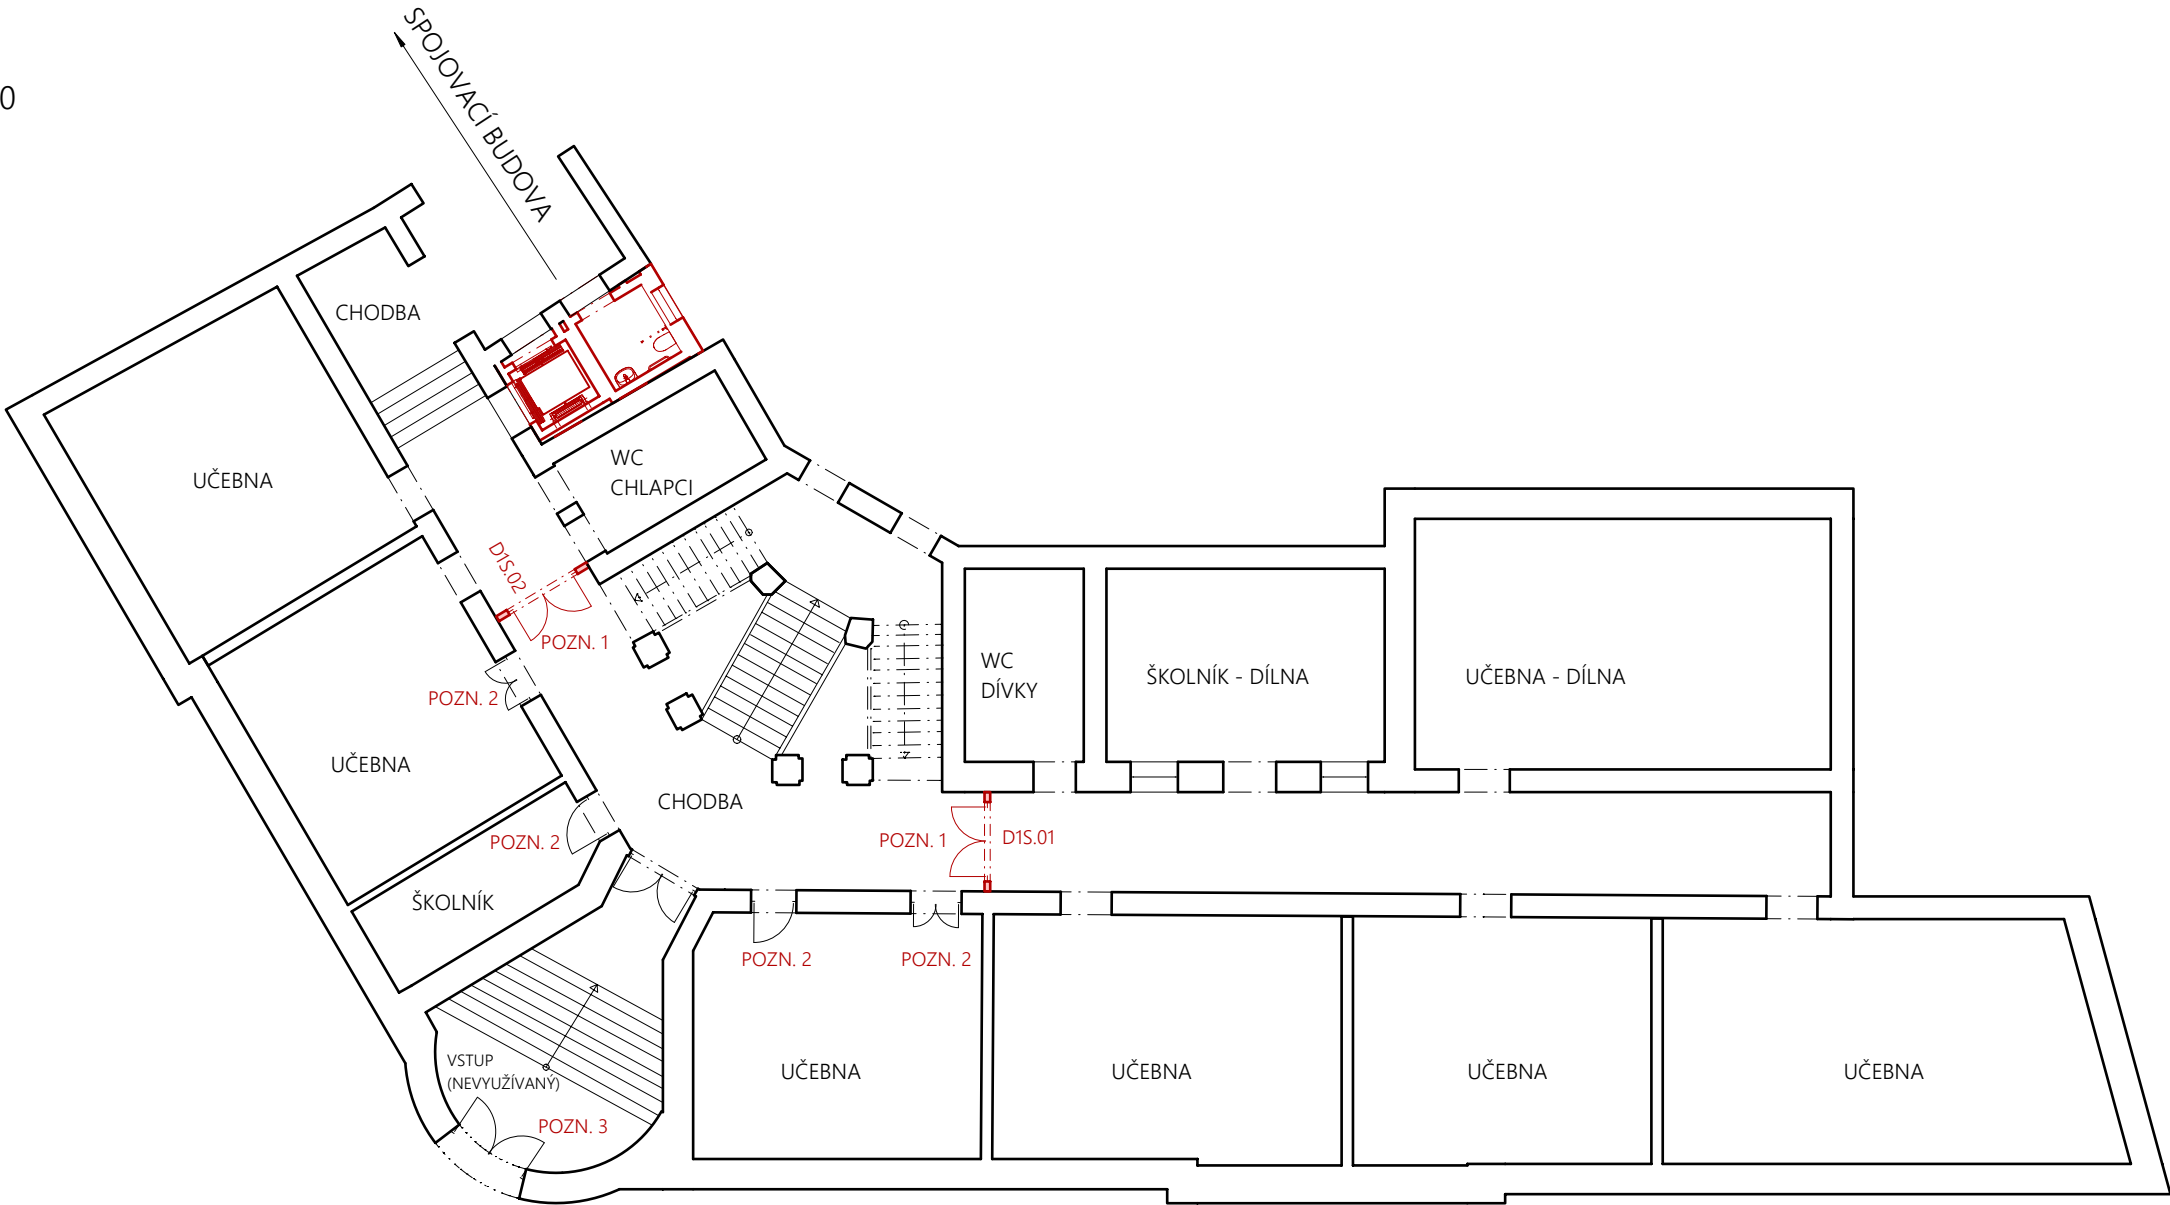 SPOJOVACÍ BUDOVA
0
CHODBA
UČEBNA
WC
CHLAPCI
D1S.02
POZN. 1
POZN. 2
WC
DÍVKY
ŠKOLNÍK - DÍLNA
UČEBNA - DÍLNA
UČEBNA
CHODBA
POZN. 2
POZN. 1
D1S.01
ŠKOLNÍK
POZN. 2
POZN. 2
VSTUP
(NEVYUŽÍVANÝ)
UČEBNA
UČEBNA
UČEBNA
UČEBNA
POZN. 3